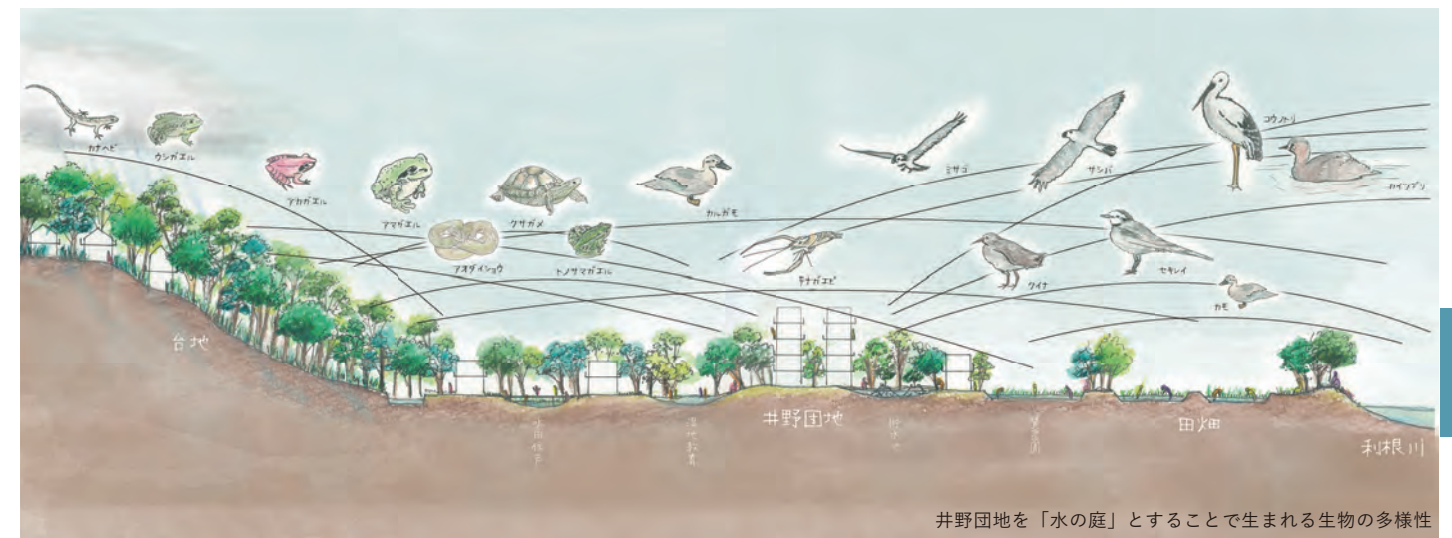 カナヘビ
ウシガエル
アカガエル
アマガエル
アオダイショウ
クサガメ
トノサマガエル
カルガモ
テナガエビ
ミサゴ
サシバ
コウノトリ
カイツブリ
クイナ
セキレイ
カモ
台地
井野団地
田畑
利根川
井野団地を「水の庭」とすることで生まれる生物の多様性